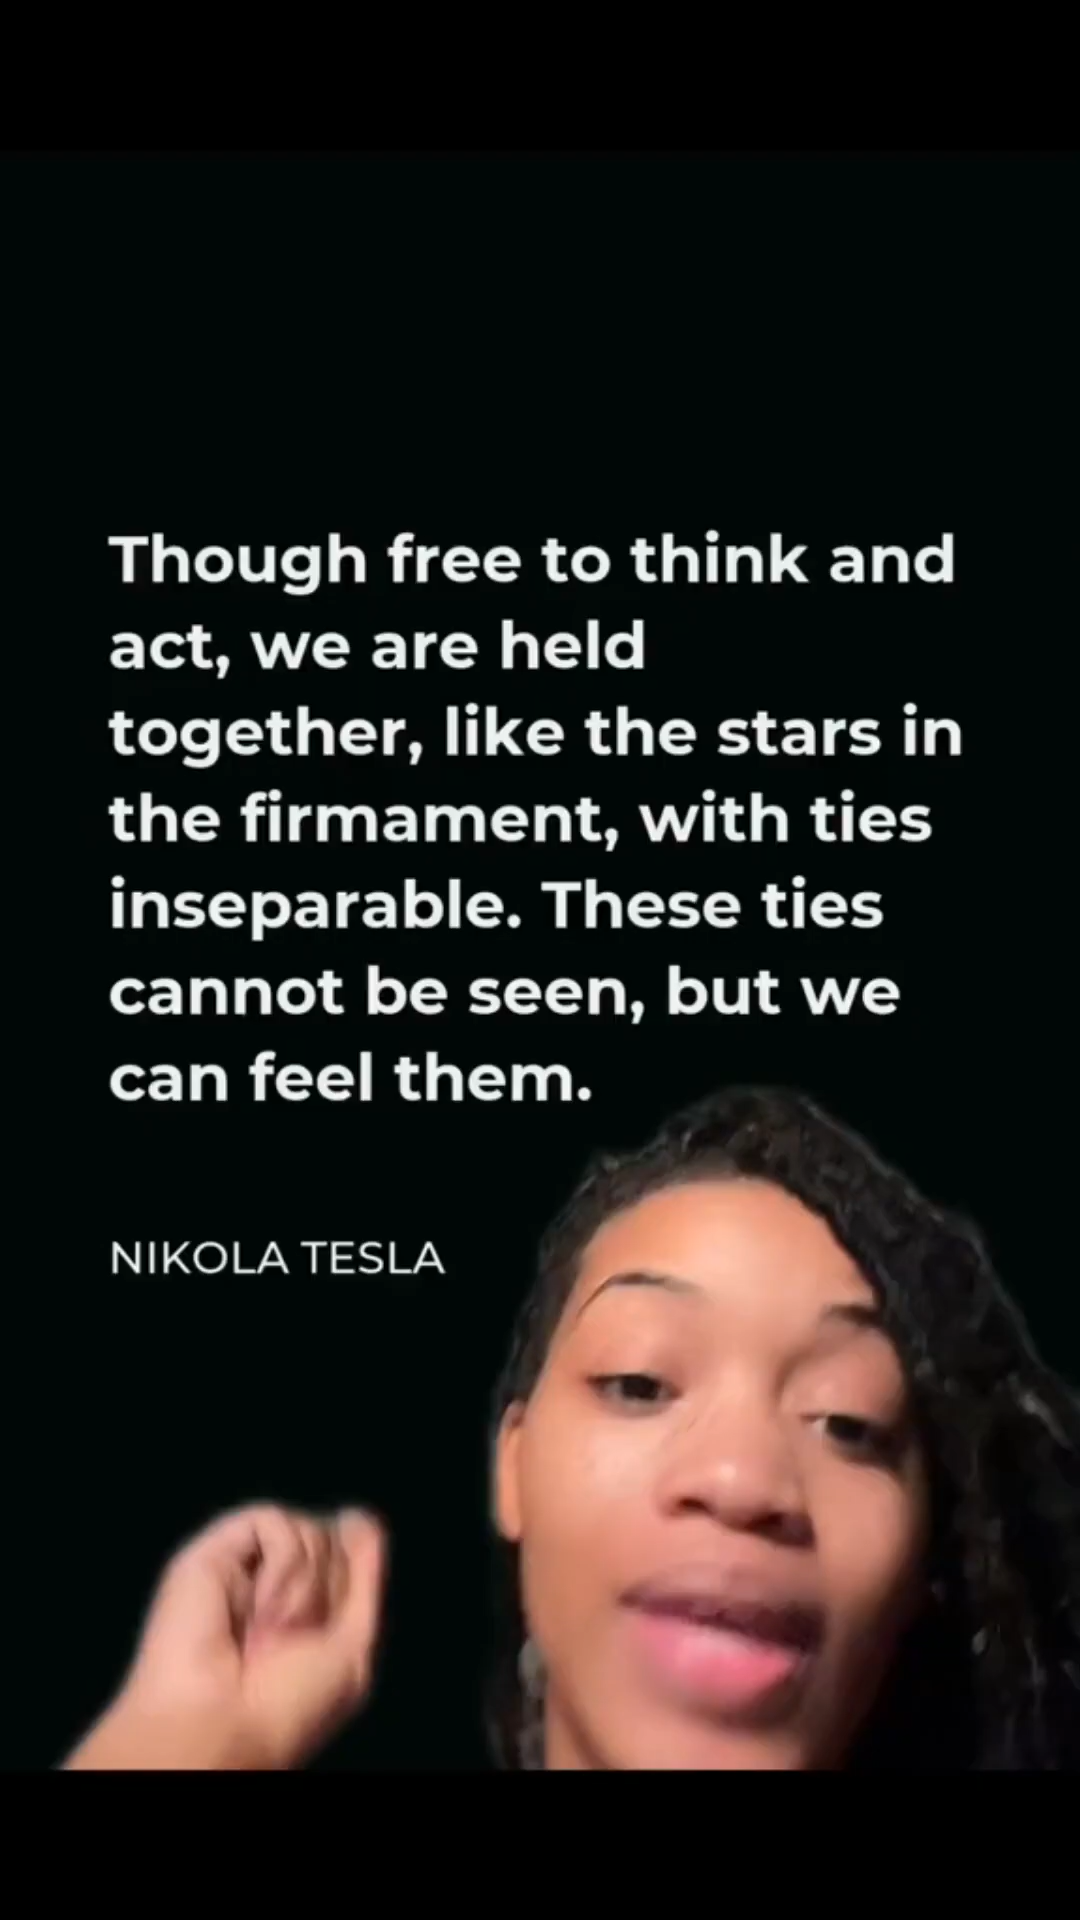 Though free to think and
act, we are held
together, like the stars in
the firmament, with ties
inseparable. These ties
cannot be seen, but we
can feel them.
NIKOLA TESLA